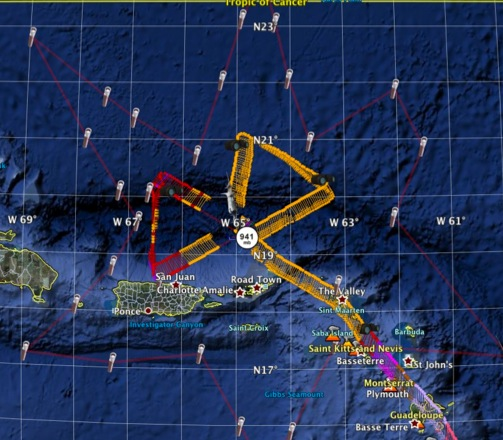 Tropic of Cancer
N23
N21°
W 69°
W 67
W 65°
W 63°
W 61°
941
mb
N19
San Juan
Road Town
Charlotte Amalie
The Valley
Ponce
Sint Maarten
Investigator Canyon
Saint Croix
Saba Island
Barbuda
Saint Kitts and Nevis
Basseterre
St John's
N17°
Montserrat
Plymouth
Gibbs Seamount
Guadeloupe
Basse Terre